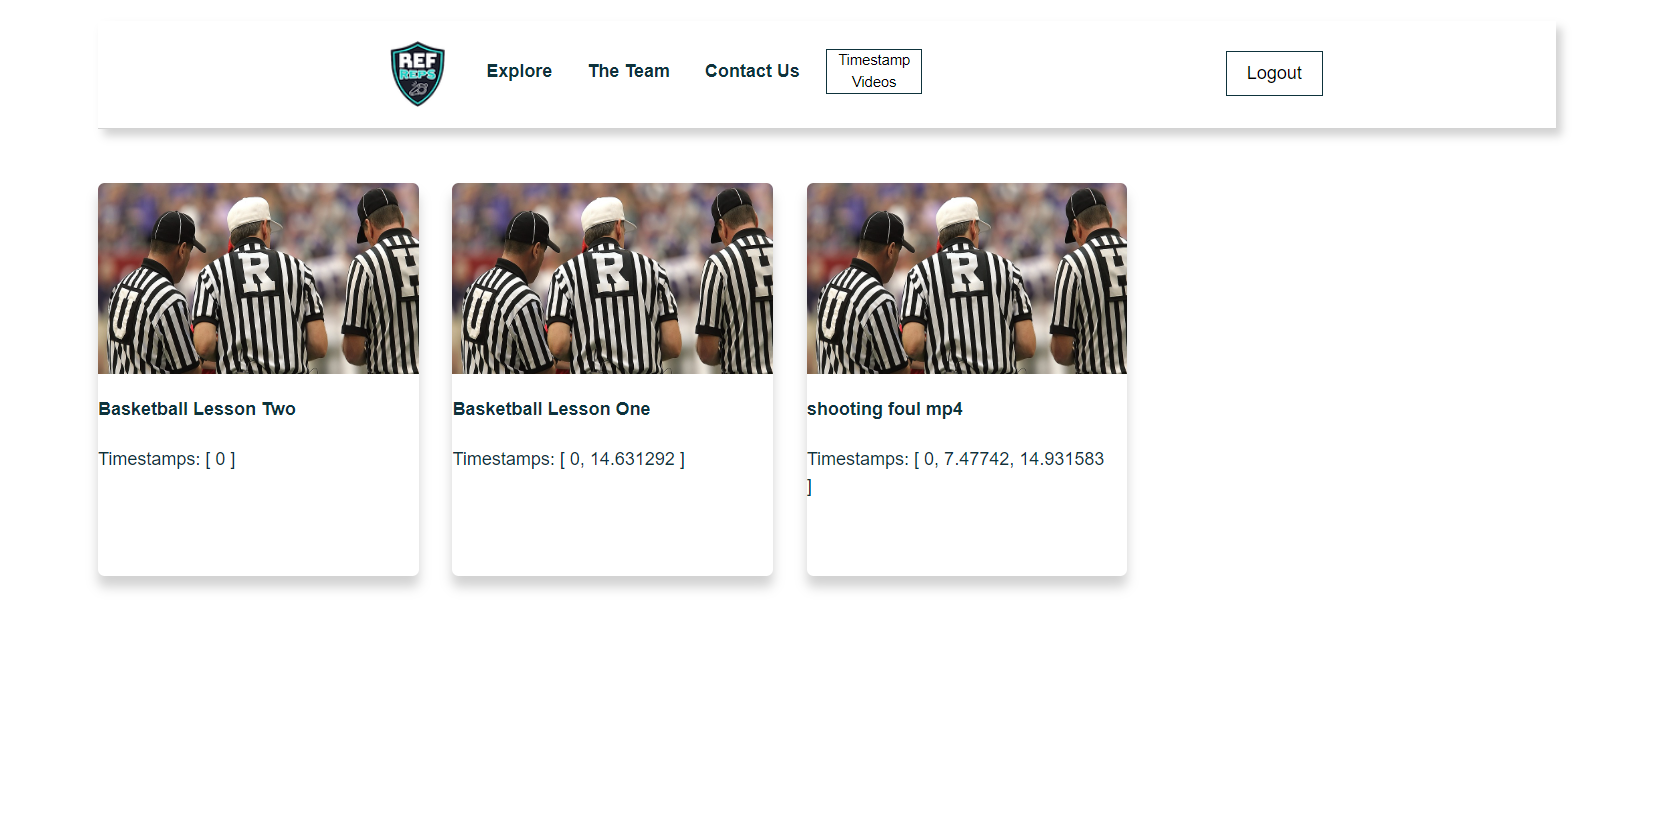 REF
REPS
Explore
The Team
Contact Us
Timestamp
Videos
Logout
U
R
H
U
R
H
U
R
H
Basketball Lesson Two
Basketball Lesson One
shooting foul mp4
Timestamps: [ 0 ]
Timestamps: [ 0, 14.631292 ]
Timestamps: [ 0, 7.47742, 14.931583
]